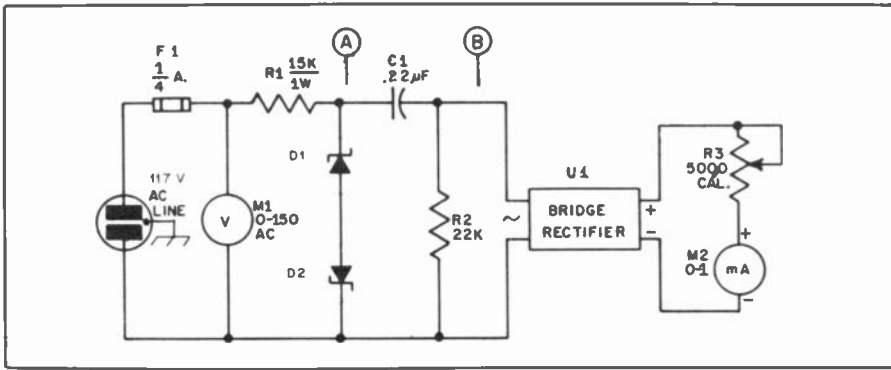 F 1
1/4 A.
R1 15K/1W
A
C1
.22µF
B
D1
117 V
AC
LINE
V
M1
0-150
AC
D2
R2
22K
~
U1
BRIDGE
RECTIFIER
+
-
R3
5000
CAL.
+
M2
0-1
mA
-